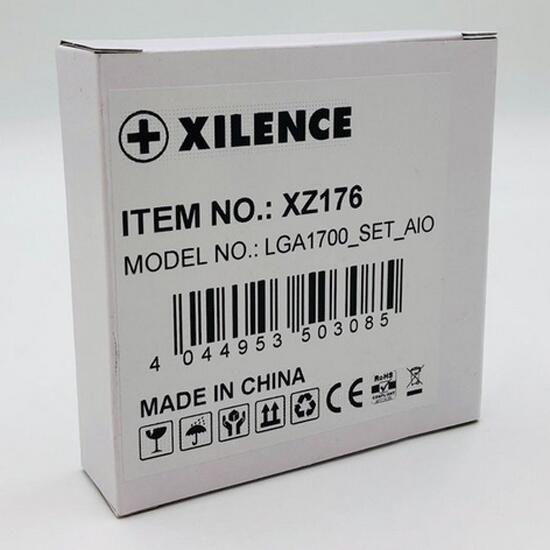 XILENCE
ITEM NO.: XZ176
MODEL NO.: LGA1700_SET_AIO
4 044953 503085
MADE IN CHINA
CE
RoHS